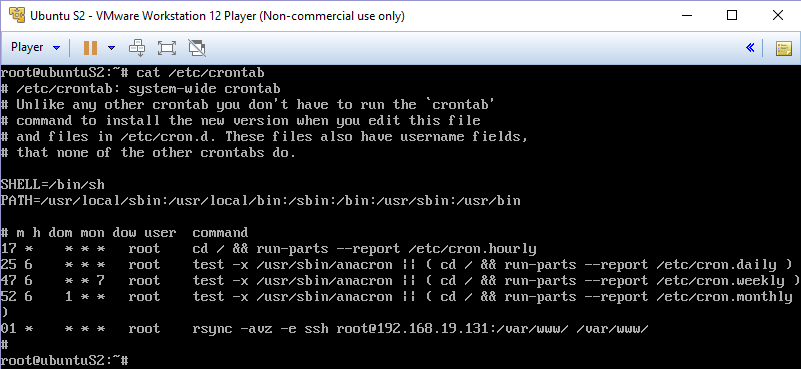 Ubuntu S2 - VMware Workstation 12 Player (Non-commercial use only)
Player
root@ubuntuS2:~# cat /etc/crontab
# /etc/crontab: system-wide crontab
# Unlike any other crontab you don't have to run the `crontab'
# command to install the new version when you edit this file
# and files in /etc/cron.d. These files also have username fields,
# that none of the other crontabs do.
SHELL=/bin/sh
PATH=/usr/local/sbin:/usr/local/bin:/sbin:/bin:/usr/sbin:/usr/bin
# m h dom mon dow user  command
17 *    * * *   root    cd / && run-parts --report /etc/cron.hourly
25 6    * * *   root    test -x /usr/sbin/anacron || ( cd / && run-parts --report /etc/cron.daily )
47 6    * * 7   root    test -x /usr/sbin/anacron || ( cd / && run-parts --report /etc/cron.weekly )
52 6    1 * *   root    test -x /usr/sbin/anacron || ( cd / && run-parts --report /etc/cron.monthly
)
01 *    * * *   root    rsync -avz -e ssh root@192.168.19.131:/var/www/ /var/www/
#
root@ubuntuS2:~#